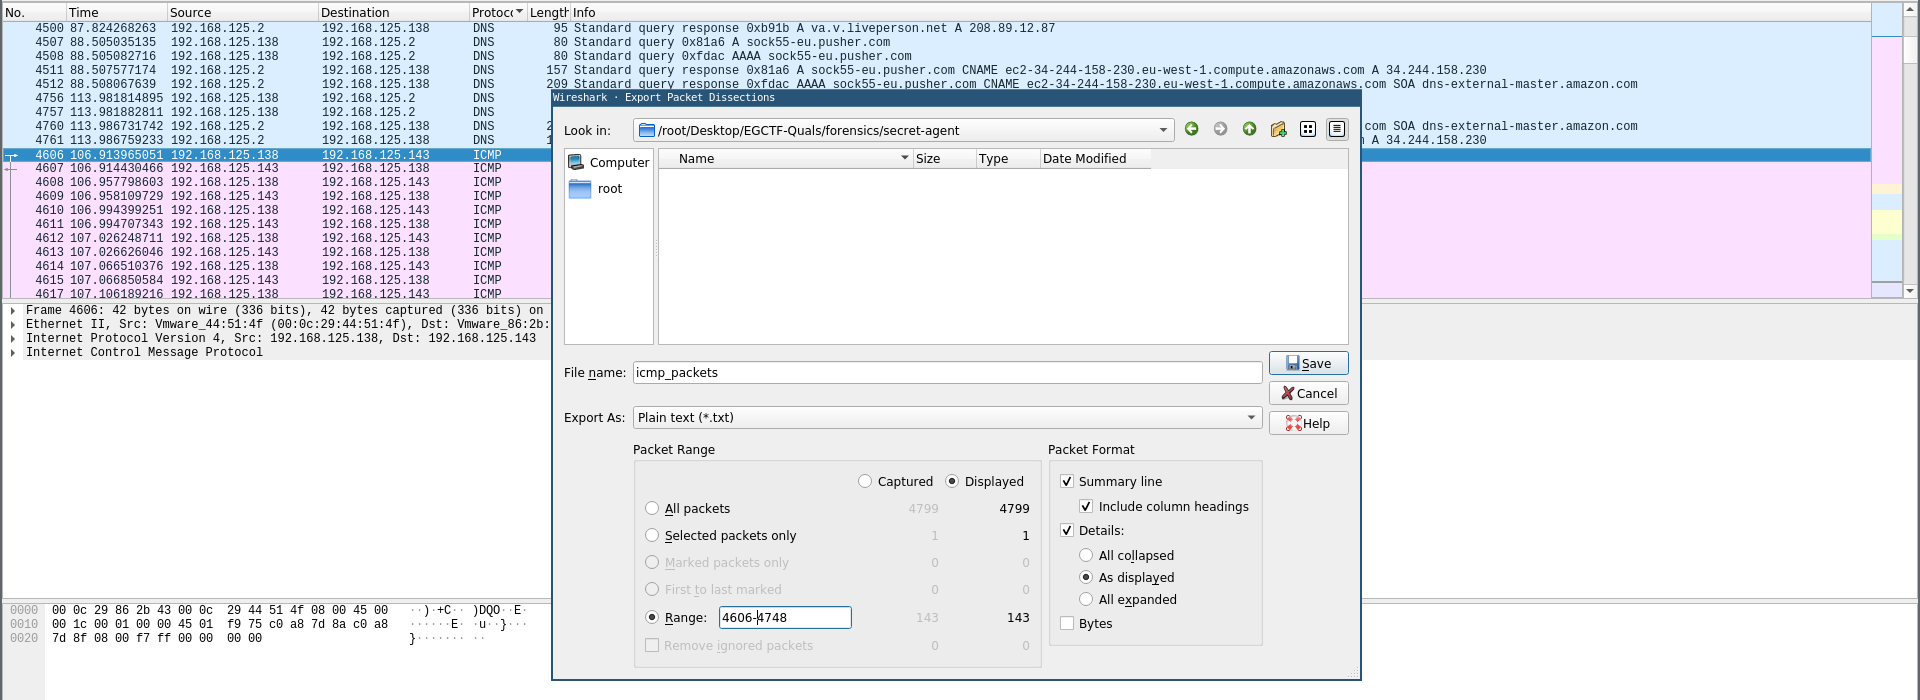 No. Time Source Destination Protoc Length Info
4500 87.824268263 192.168.125.2 192.168.125.138 DNS 95 Standard query response 0xb91b A va.v.liveperson.net A 208.89.12.87
4507 88.505035135 192.168.125.138 192.168.125.2 DNS 80 Standard query 0x81a6 A sock55-eu.pusher.com
4508 88.505082716 192.168.125.138 192.168.125.2 DNS 80 Standard query 0xfdac AAAA sock55-eu.pusher.com
4511 88.507577174 192.168.125.2 192.168.125.138 DNS 157 Standard query response 0x81a6 A sock55-eu.pusher.com CNAME ec2-34-244-158-230.eu-west-1.compute.amazonaws.com A 34.244.158.230
4512 88.508067639 192.168.125.2 192.168.125.138 DNS 209 Standard query response 0xfdac AAAA sock55-eu.pusher.com CNAME ec2-34-244-158-230.eu-west-1.compute.amazonaws.com SOA dns-external-master.amazon.com
4756 113.981814895 192.168.125.138 192.168.125.2 DNS
4757 113.981882811 192.168.125.138 192.168.125.2 DNS
4760 113.986731742 192.168.125.2 192.168.125.138 DNS 2 com SOA dns-external-master.amazon.com
4761 113.986759233 192.168.125.2 192.168.125.138 DNS 1 A 34.244.158.230
4606 106.913965051 192.168.125.138 192.168.125.143 ICMP
4607 106.914430466 192.168.125.143 192.168.125.138 ICMP
4608 106.957798603 192.168.125.138 192.168.125.143 ICMP
4609 106.958109729 192.168.125.143 192.168.125.138 ICMP
4610 106.994399251 192.168.125.138 192.168.125.143 ICMP
4611 106.994707343 192.168.125.143 192.168.125.138 ICMP
4612 107.026248711 192.168.125.138 192.168.125.143 ICMP
4613 107.026626046 192.168.125.143 192.168.125.138 ICMP
4614 107.066510376 192.168.125.138 192.168.125.143 ICMP
4615 107.066850584 192.168.125.143 192.168.125.138 ICMP
4617 107.106189216 192.168.125.138 192.168.125.143 ICMP
Frame 4606: 42 bytes on wire (336 bits), 42 bytes captured (336 bits) on
Ethernet II, Src: Vmware_44:51:4f (00:0c:29:44:51:4f), Dst: Vmware_86:2b:
Internet Protocol Version 4, Src: 192.168.125.138, Dst: 192.168.125.143
Internet Control Message Protocol
0000 00 0c 29 86 2b 43 00 0c 29 44 51 4f 08 00 45 00 ··)·+C·· )DQO··E·
0010 00 1c 00 01 00 00 45 01 f9 75 c0 a8 7d 8a c0 a8 ······E· ·u··}···
0020 7d 8f 08 00 f7 ff 00 00 00 00 }······· ··
Wireshark · Export Packet Dissections
Look in: /root/Desktop/EGCTF-Quals/forensics/secret-agent
Computer
root
Name Size Type Date Modified
File name: icmp_packets
Save
Cancel
Export As: Plain text (*.txt)
Help
Packet Range
Captured Displayed
All packets 4799 4799
Selected packets only 1 1
Marked packets only 0 0
First to last marked 0 0
Range: 4606-4748 143 143
Remove ignored packets 0 0
Packet Format
Summary line
Include column headings
Details:
All collapsed
As displayed
All expanded
Bytes